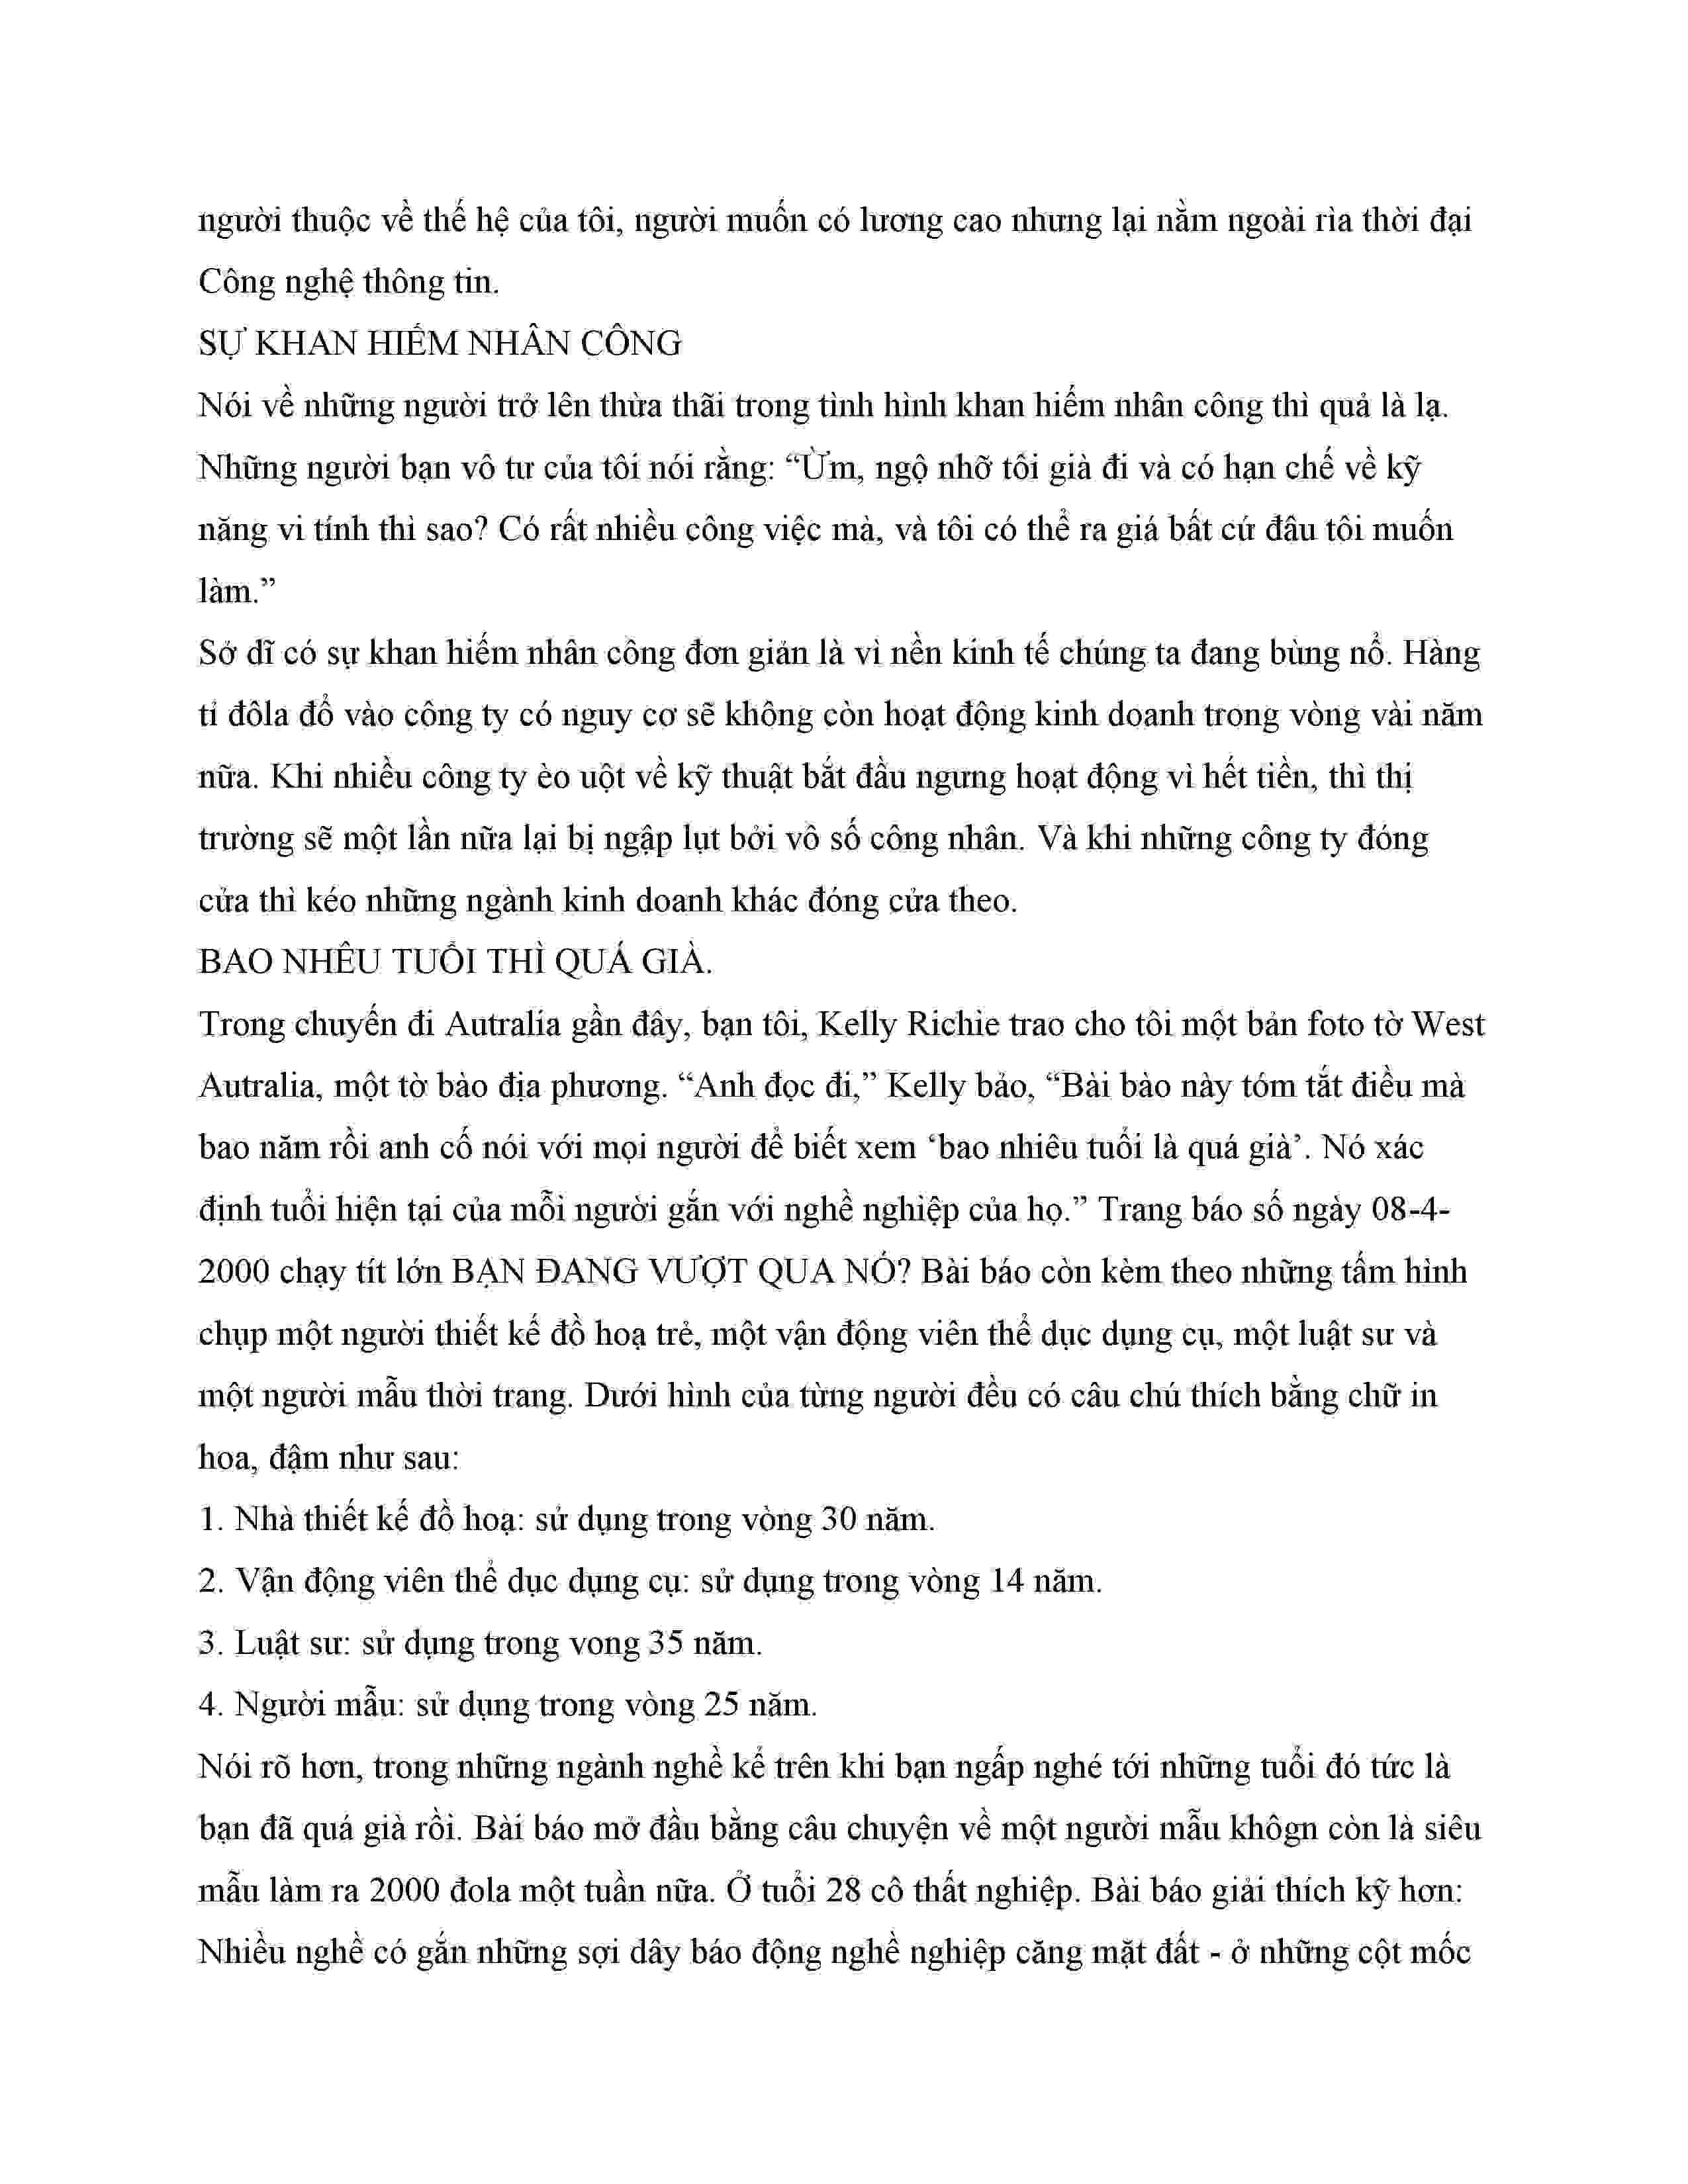 người thuộc về thế hệ của tôi, người muốn có lương cao nhưng lại nằm ngoài rìa thời đại
Công nghệ thông tin.
SỰ KHAN HIẾM NHÂN CÔNG
Nói về những người trở lên thừa thãi trong tình hình khan hiếm nhân công thì quả là lạ.
Những người bạn vô tư của tôi nói rằng: “Ừm, ngộ nhỡ tôi già đi và có hạn chế về kỹ
năng vi tính thì sao? Có rất nhiều công việc mà, và tôi có thể ra giá bất cứ đâu tôi muốn
làm.”
Sở dĩ có sự khan hiếm nhân công đơn giản là vì nền kinh tế chúng ta đang bùng nổ. Hàng
tỉ đôla đổ vào công ty có nguy cơ sẽ không còn hoạt động kinh doanh trong vòng vài năm
nữa. Khi nhiều công ty èo uột về kỹ thuật bắt đầu ngưng hoạt động vì hết tiền, thì thị
trường sẽ một lần nữa lại bị ngập lụt bởi vô số công nhân. Và khi những công ty đóng
cửa thì kéo những ngành kinh doanh khác đóng cửa theo.
BAO NHÊU TUỔI THÌ QUÁ GIÀ.
Trong chuyến đi Autralia gần đây, bạn tôi, Kelly Richie trao cho tôi một bản foto tờ West
Autralia, một tờ bào địa phương. “Anh đọc đi,” Kelly bảo, “Bài bào này tóm tắt điều mà
bao năm rồi anh cố nói với mọi người để biết xem ‘bao nhiêu tuổi là quá già’. Nó xác
định tuổi hiện tại của mỗi người gắn với nghề nghiệp của họ.” Trang báo số ngày 08-4-
2000 chạy tít lớn BẠN ĐANG VƯỢT QUA NÓ? Bài báo còn kèm theo những tấm hình
chụp một người thiết kế đồ hoạ trẻ, một vận động viên thể dục dụng cụ, một luật sư và
một người mẫu thời trang. Dưới hình của từng người đều có câu chú thích bằng chữ in
hoa, đậm như sau:
1. Nhà thiết kế đồ hoạ: sử dụng trong vòng 30 năm.
2. Vận động viên thể dục dụng cụ: sử dụng trong vòng 14 năm.
3. Luật sư: sử dụng trong vong 35 năm.
4. Người mẫu: sử dụng trong vòng 25 năm.
Nói rõ hơn, trong những ngành nghề kể trên khi bạn ngấp nghé tới những tuổi đó tức là
bạn đã quá già rồi. Bài báo mở đầu bằng câu chuyện về một người mẫu khôgn còn là siêu
mẫu làm ra 2000 đola một tuần nữa. Ở tuổi 28 cô thất nghiệp. Bài báo giải thích kỹ hơn:
Nhiều nghề có gắn những sợi dây báo động nghề nghiệp căng mặt đất - ở những cột mốc